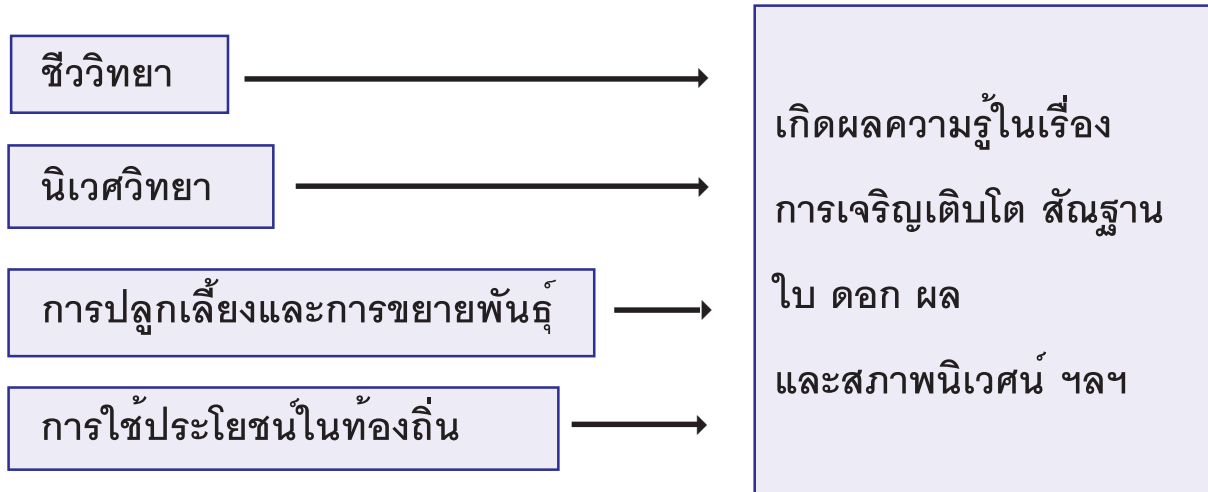 ชีววิทยา
นิเวศวิทยา
การปลูกเลี้ยงและการขยายพันธุ์
การใช้ประโยชน์ในท้องถิ่น
เกิดผลความรู้ในเรื่อง
การเจริญเติบโต สัณฐาน
ใบ ดอก ผล
และสภาพนิเวศน์ ฯลฯ